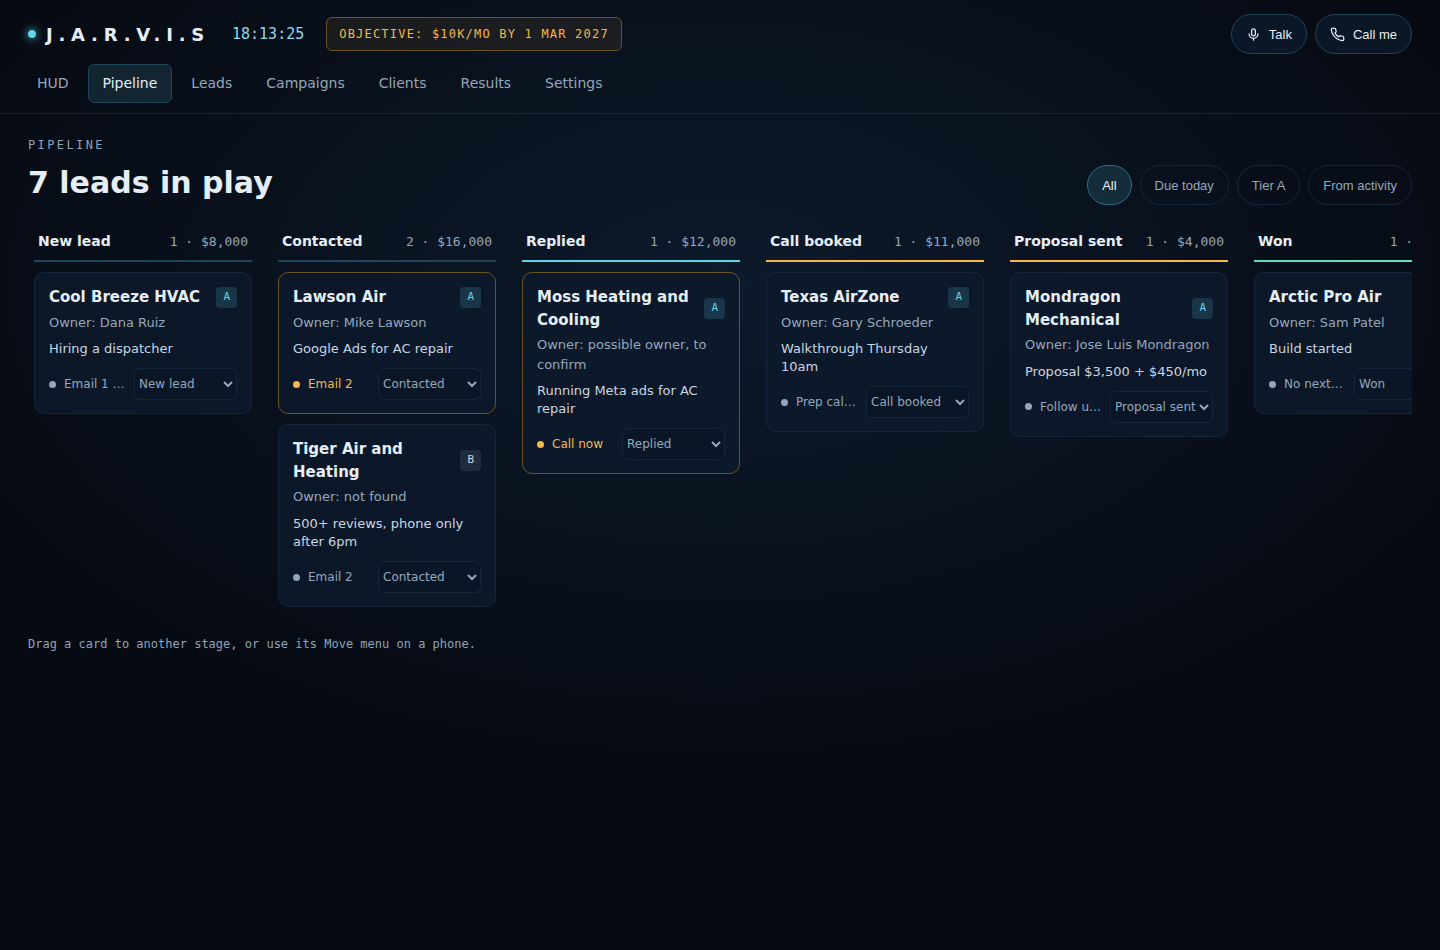 J.A.R.V.I.S 18:13:25 OBJECTIVE: $10K/MO BY 1 MAR 2027 Talk Call me
HUD Pipeline Leads Campaigns Clients Results Settings
PIPELINE
7 leads in play
All Due today Tier A From activity
New lead 1 · $8,000
Cool Breeze HVAC A
Owner: Dana Ruiz
Hiring a dispatcher
Email 1 … New lead
Contacted 2 · $16,000
Lawson Air A
Owner: Mike Lawson
Google Ads for AC repair
Email 2 Contacted
Tiger Air and
Heating B
Owner: not found
500+ reviews, phone only
after 6pm
Email 2 Contacted
Replied 1 · $12,000
Moss Heating and
Cooling A
Owner: possible owner, to
confirm
Running Meta ads for AC
repair
Call now Replied
Call booked 1 · $11,000
Texas AirZone A
Owner: Gary Schroeder
Walkthrough Thursday
10am
Prep cal… Call booked
Proposal sent 1 · $4,000
Mondragon
Mechanical A
Owner: Jose Luis Mondragon
Proposal $3,500 + $450/mo
Follow u… Proposal sent
Won 1 ·
Arctic Pro Air
Owner: Sam Patel
Build started
No next… Won
Drag a card to another stage, or use its Move menu on a phone.